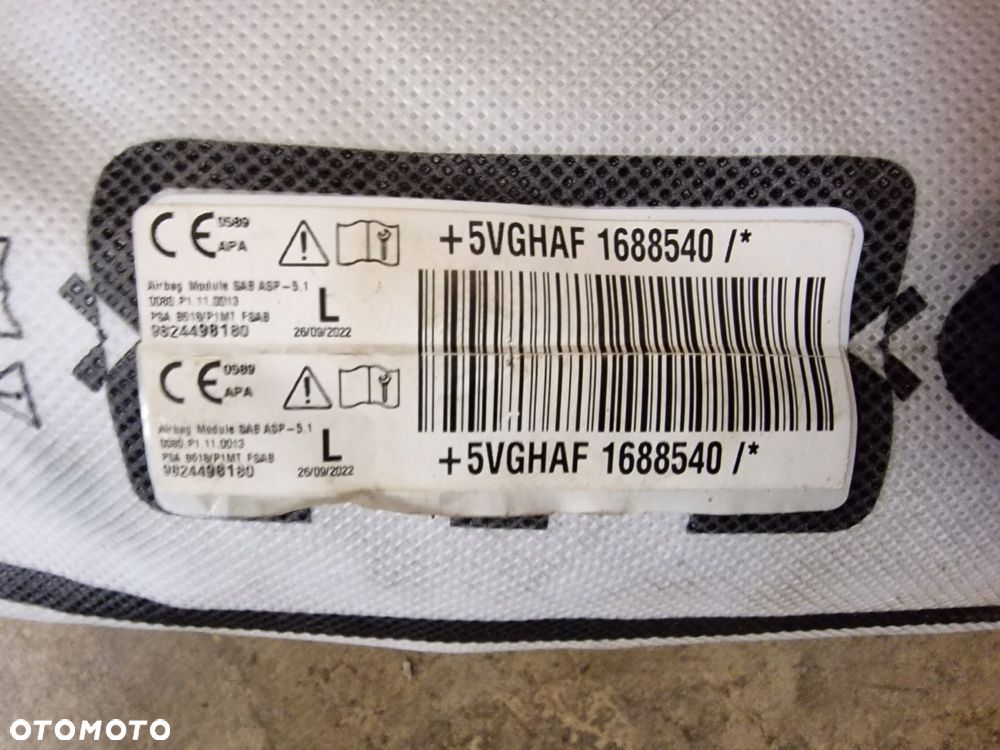 CE 0589
APA
+5VGHAF 1688540/*
Airbag Module SAB ASP-5.1
0080 P1 11.0013
PSA B618/P1MT FSAB
9824498180
L
26/09/2022
CE 0589
APA
Airbag Module SAB ASP-5.1
0080 P1 11.0013
PSA B618/P1MT FSAB
9824498180
L
26/09/2022
+5VGHAF 1688540/*
OTOMOTO